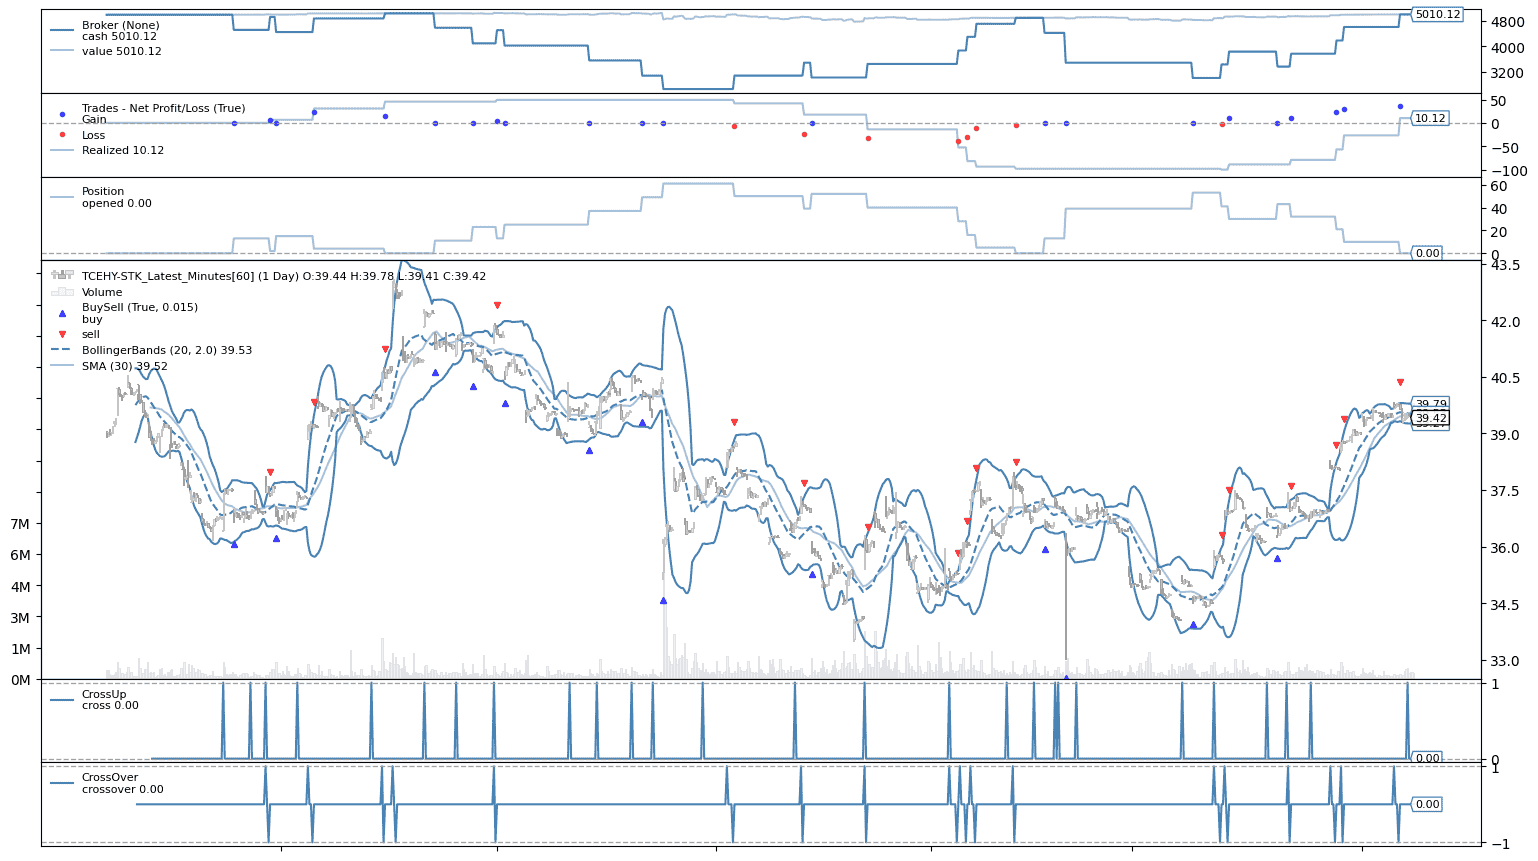 Broker (None)
cash 5010.12
value 5010.12
5010.12
4800
4000
3200
Trades - Net Profit/Loss (True)
Gain
Loss
Realized 10.12
50
10.12
0
−50
−100
Position
opened 0.00
60
40
20
0
0.00
TCEHY-STK_Latest_Minutes[60] (1 Day) O:39.44 H:39.78 L:39.41 C:39.42
Volume
BuySell (True, 0.015)
buy
sell
BollingerBands (20, 2.0) 39.53
SMA (30) 39.52
43.5
42.0
40.5
39.79
39.42
39.0
37.5
36.0
34.5
33.0
7M
6M
4M
3M
1M
0M
CrossUp
cross 0.00
1
0
0.00
CrossOver
crossover 0.00
1
0.00
−1